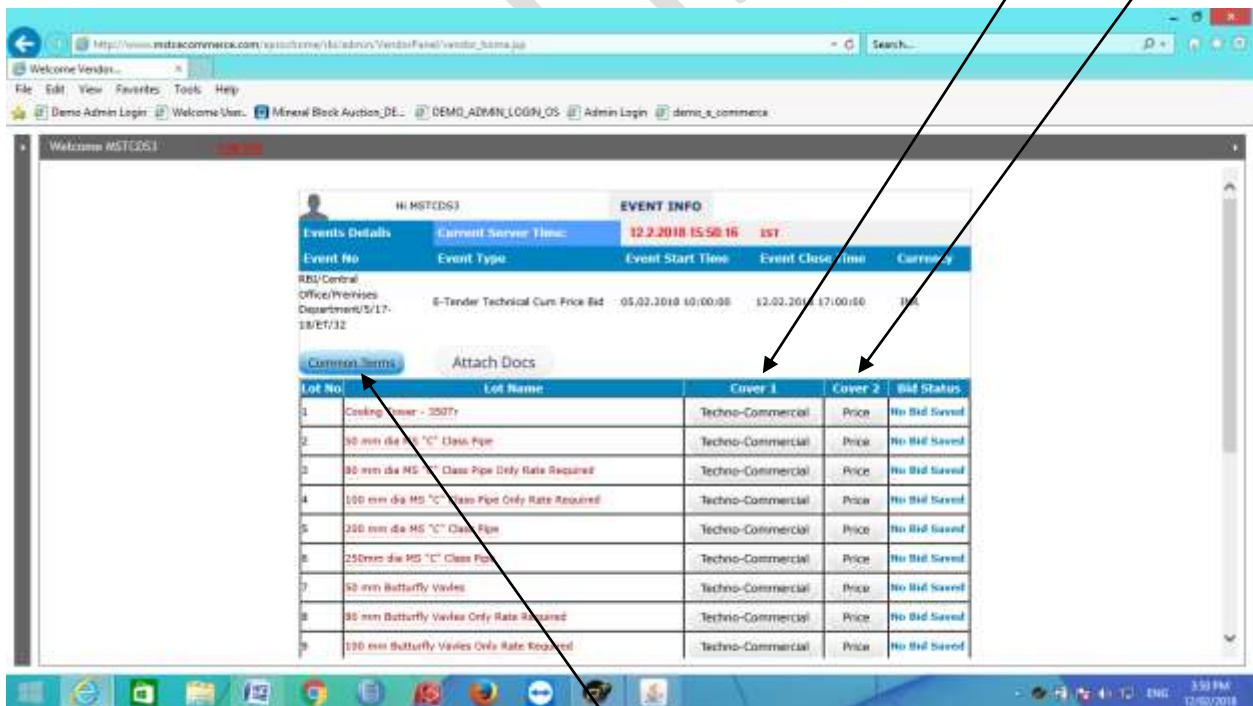 http://www.mstcecommerce.com/eprochome/rbi/admin/VendorPanel/vendor_home.jsp
Search...
Welcome Vendor...
File Edit View Favorites Tools Help
Demo Admin Login Welcome User.. Mineral Block Auction_DE... DEMO_ADMIN_LOGIN_OS Admin Login demo_e_commerce
Welcome MSTCDS3
Hi MSTCDS3 EVENT INFO
Events Details Current Server Time: 12.2.2018 15:50:16 IST
Event No Event Type Event Start Time Event Close Time Currency
RBI/Central
Office/Premises
Department/5/17-
18/ET/32
E-Tender Technical Cum Price Bid 05.02.2018 10:00:00 12.02.2018 17:00:00 INR
Common Terms Attach Docs
Lot No Lot Name Cover 1 Cover 2 Bid Status
1 Cooling Tower - 350Tr Techno-Commercial Price No Bid Saved
2 50 mm dia MS "C" Class Pipe Techno-Commercial Price No Bid Saved
3 80 mm dia MS "C" Class Pipe Only Rate Required Techno-Commercial Price No Bid Saved
4 100 mm dia MS "C" Class Pipe Only Rate Required Techno-Commercial Price No Bid Saved
5 200 mm dia MS "C" Class Pipe Techno-Commercial Price No Bid Saved
6 250mm dia MS "C" Class Pipe Techno-Commercial Price No Bid Saved
7 50 mm Butturfly Vavles Techno-Commercial Price No Bid Saved
8 80 mm Butturfly Vavles Only Rate Required Techno-Commercial Price No Bid Saved
9 100 mm Butturfly Vavles Only Rate Required Techno-Commercial Price No Bid Saved
ENG 3:50 PM
12/02/2018